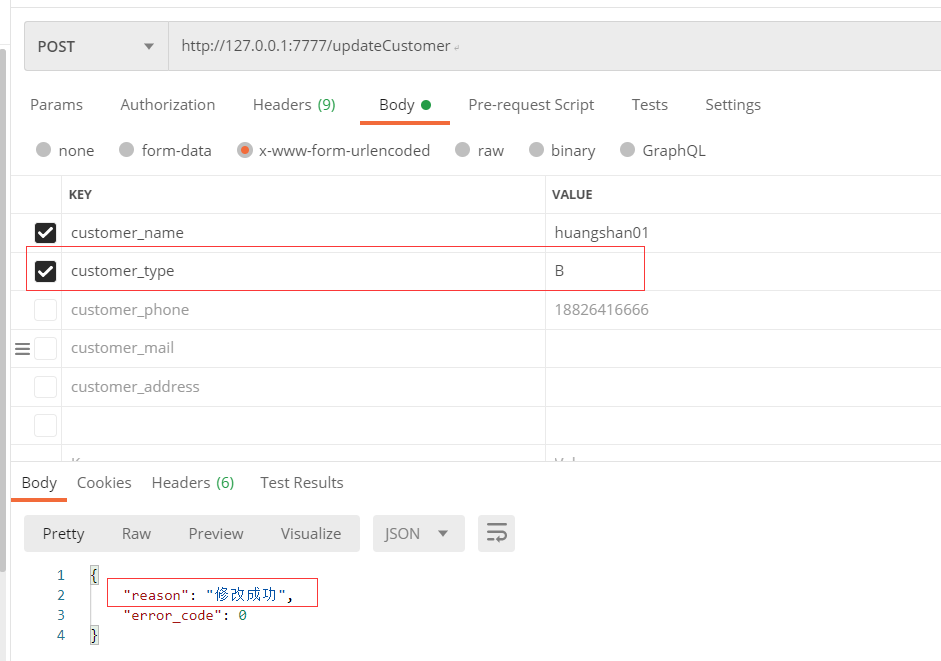 POST http://127.0.0.1:7777/updateCustomer
Params Authorization Headers (9) Body Pre-request Script Tests Settings
none form-data x-www-form-urlencoded raw binary GraphQL
KEY VALUE
customer_name huangshan01
customer_type B
customer_phone 18826416666
customer_mail
customer_address
Body Cookies Headers (6) Test Results
Pretty Raw Preview Visualize JSON
1 {
2 "reason": "修改成功",
3 "error_code": 0
4 }